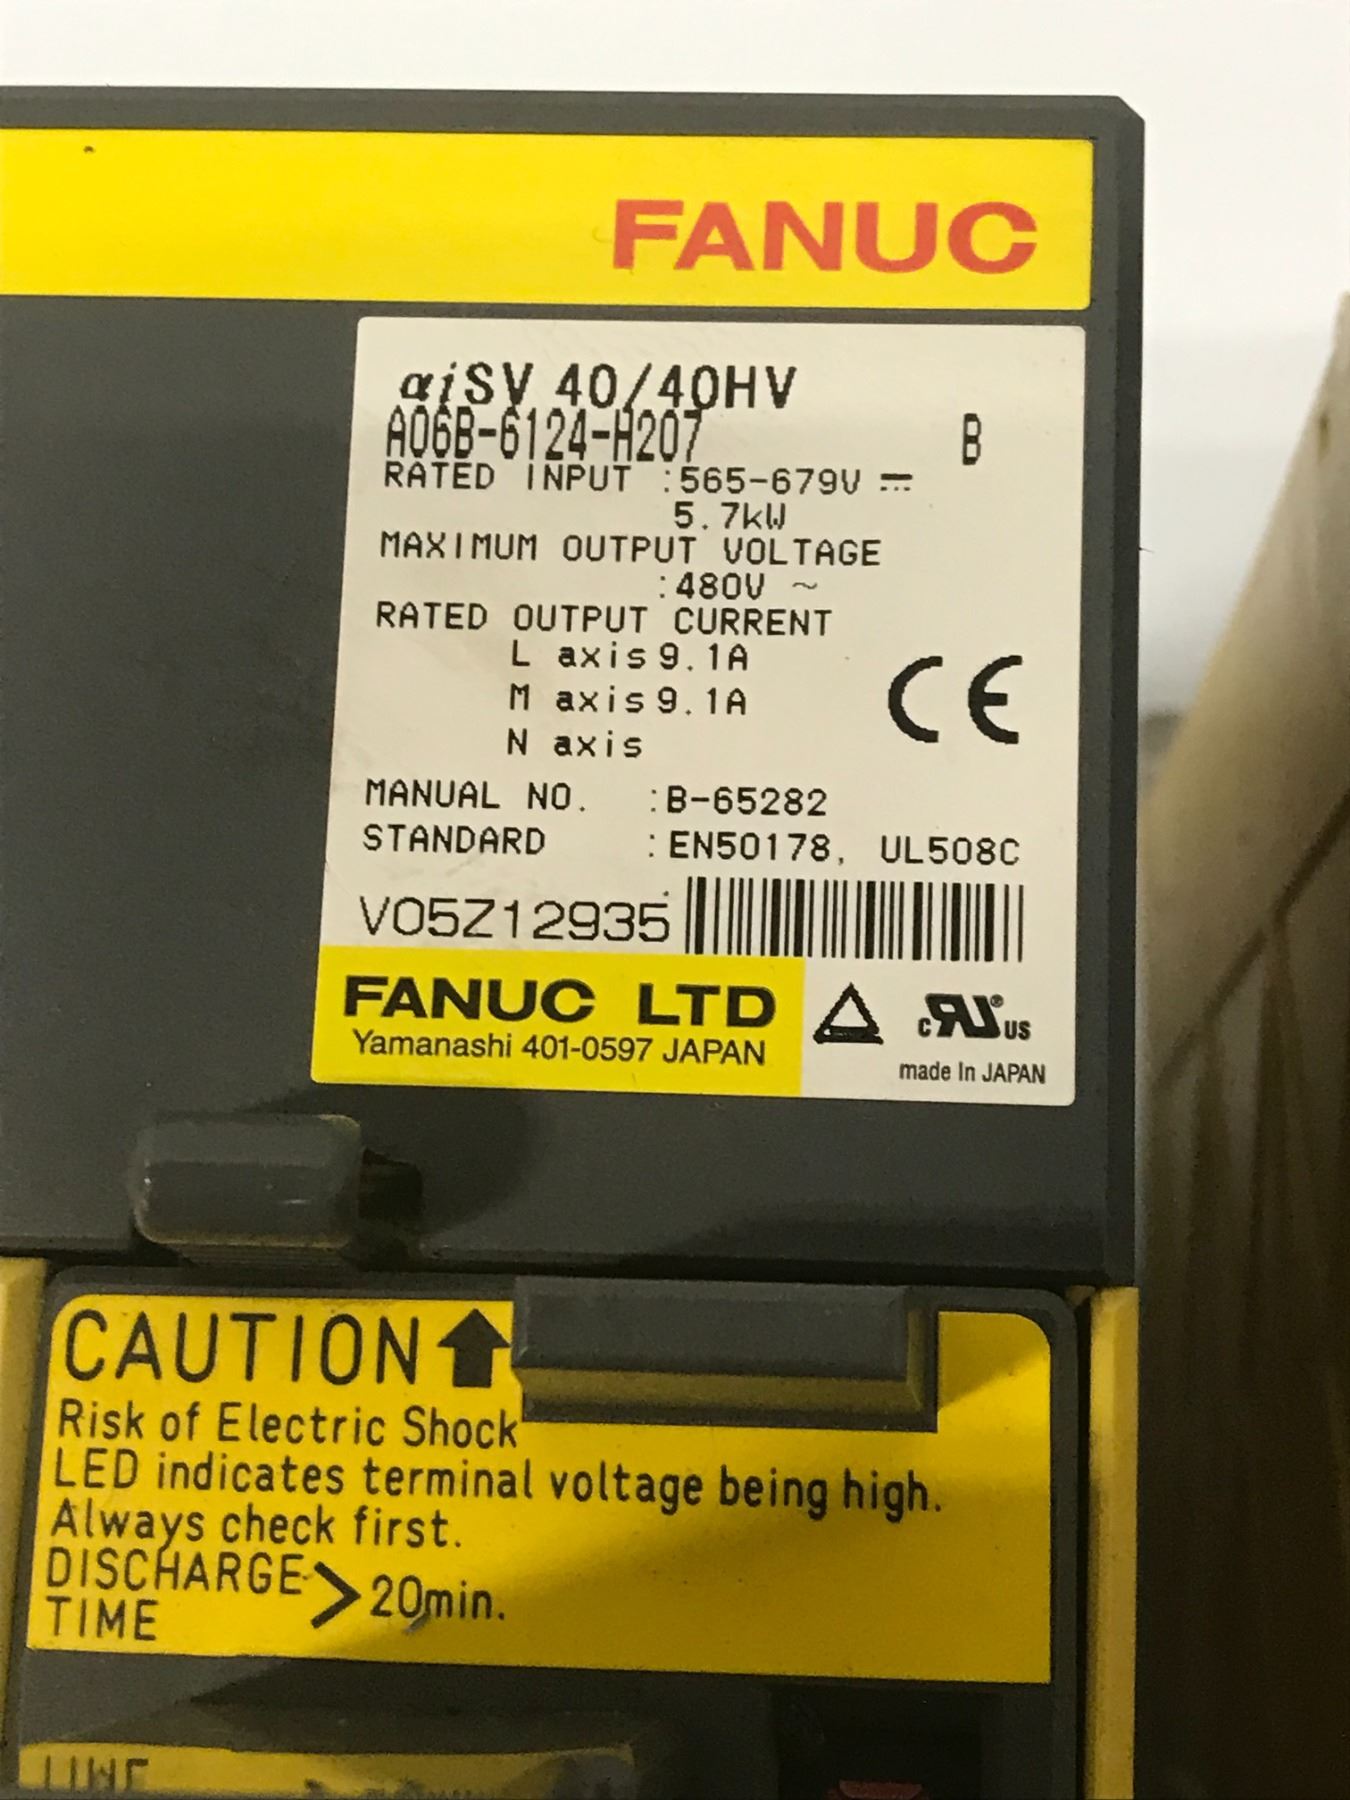 FANUC
αiSV 40/40HV
A06B-6124-H207 B
RATED INPUT :565-679V ⎓
5.7kW
MAXIMUM OUTPUT VOLTAGE
:480V ~
RATED OUTPUT CURRENT
L axis 9.1A
M axis 9.1A
N axis
CE
MANUAL NO. :B-65282
STANDARD :EN50178, UL508C
V05Z12935
FANUC LTD
Yamanashi 401-0597 JAPAN
c RU ® US
made In JAPAN
CAUTION
Risk of Electric Shock
LED indicates terminal voltage being high.
Always check first.
DISCHARGE TIME > 20min.